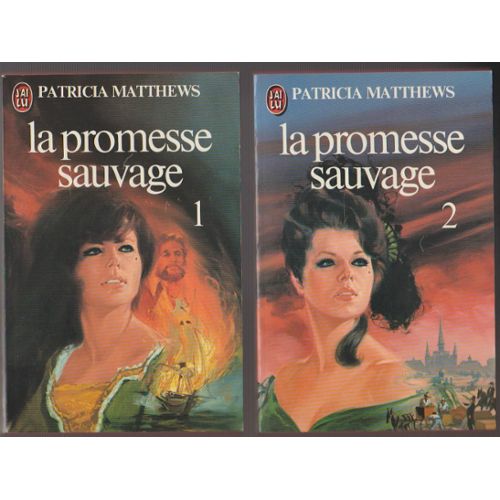 J'AI
LU
PATRICIA MATTHEWS
la promesse
sauvage
1
J'AI
LU
PATRICIA MATTHEWS
la promesse
sauvage
2